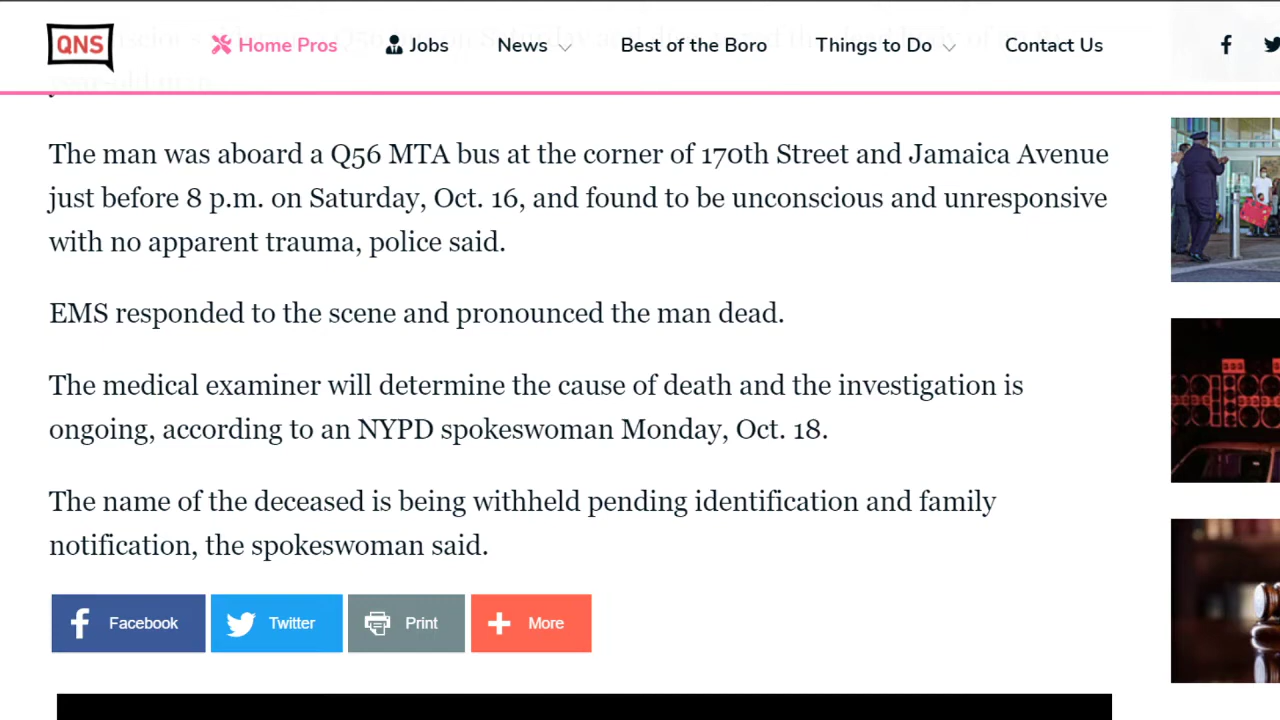 QNS
Home Pros
Jobs
News
Best of the Boro
Things to Do
Contact Us
year-old man.
The man was aboard a Q56 MTA bus at the corner of 170th Street and Jamaica Avenue
just before 8 p.m. on Saturday, Oct. 16, and found to be unconscious and unresponsive
with no apparent trauma, police said.
EMS responded to the scene and pronounced the man dead.
The medical examiner will determine the cause of death and the investigation is
ongoing, according to an NYPD spokeswoman Monday, Oct. 18.
The name of the deceased is being withheld pending identification and family
notification, the spokeswoman said.
Facebook
Twitter
Print
More